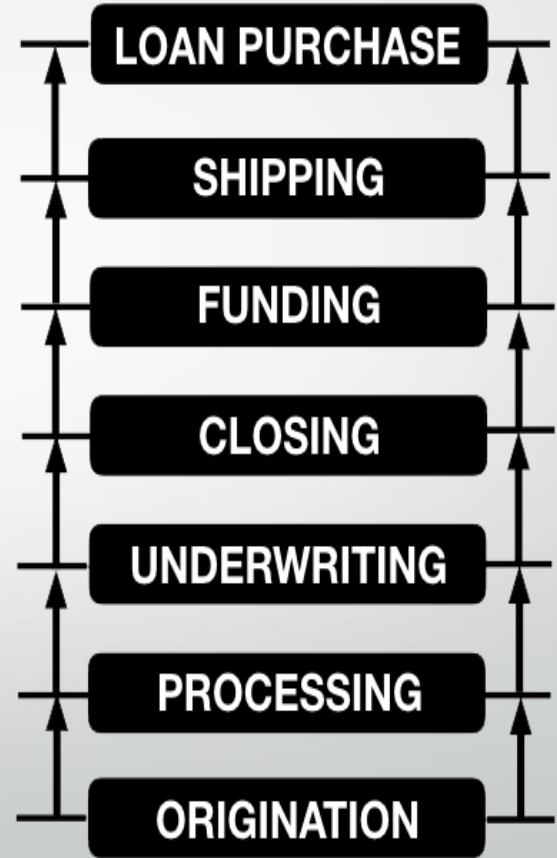 LOAN PURCHASE
SHIPPING
FUNDING
CLOSING
UNDERWRITING
PROCESSING
ORIGINATION